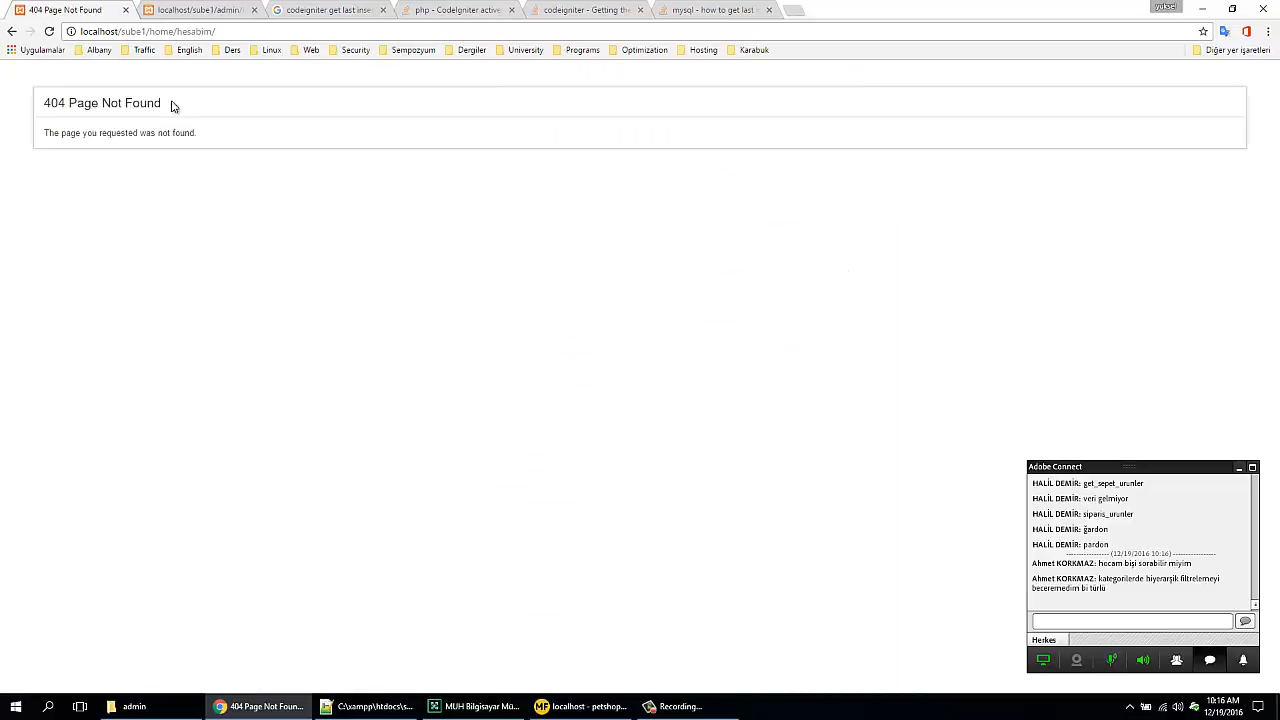 404 Page Not Found
localhost/sube1/admin/
codeigniter get last inse
php - CodeIgniter active
codeigniter - Getting the
mysql - how to get last
yuksel
localhost/sube1/home/hesabim/
Uygulamalar
Albany
Traffic
English
Ders
Linux
Web
Security
Sempozyum
Dergiler
University
Programs
Optimization
Hosting
Karabuk
Diğer yer işaretleri
404 Page Not Found
The page you requested was not found.
Adobe Connect
HALİL DEMİR: get_sepet_urunler
HALİL DEMİR: veri gelmiyor
HALİL DEMİR: siparis_urunler
HALİL DEMİR: ğardon
HALİL DEMİR: pardon
----------------- (12/19/2016 10:16) -----------------
Ahmet KORKMAZ: hocam bişi sorabilir miyim
Ahmet KORKMAZ: kategorilerde hiyerarşik filtrelemeyi
beceremedim bi türlü
Herkes
admin
404 Page Not Foun...
C:\xampp\htdocs\s...
MUH Bilgisayar Mü...
localhost - petshop...
Recording...
10:16 AM
12/19/2016